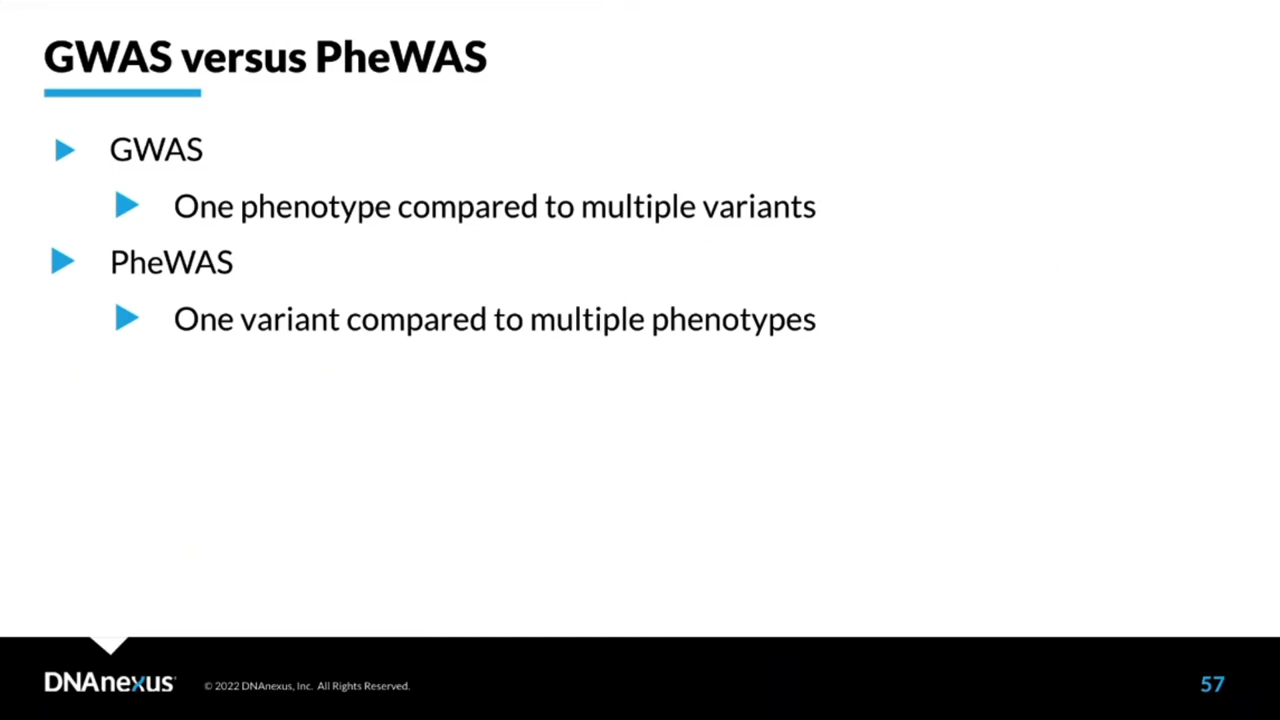 GWAS versus PheWAS
GWAS
One phenotype compared to multiple variants
PheWAS
One variant compared to multiple phenotypes
DNAnexus
© 2022 DNAnexus, Inc. All Rights Reserved.
57